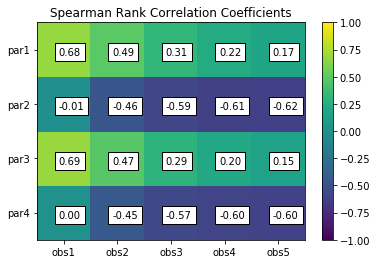 Spearman Rank Correlation Coefficients
par1 0.68 0.49 0.31 0.22 0.17
par2 -0.01 -0.46 -0.59 -0.61 -0.62
par3 0.69 0.47 0.29 0.20 0.15
par4 0.00 -0.45 -0.57 -0.60 -0.60
obs1 obs2 obs3 obs4 obs5
1.00
0.75
0.50
0.25
0.00
−0.25
−0.50
−0.75
−1.00